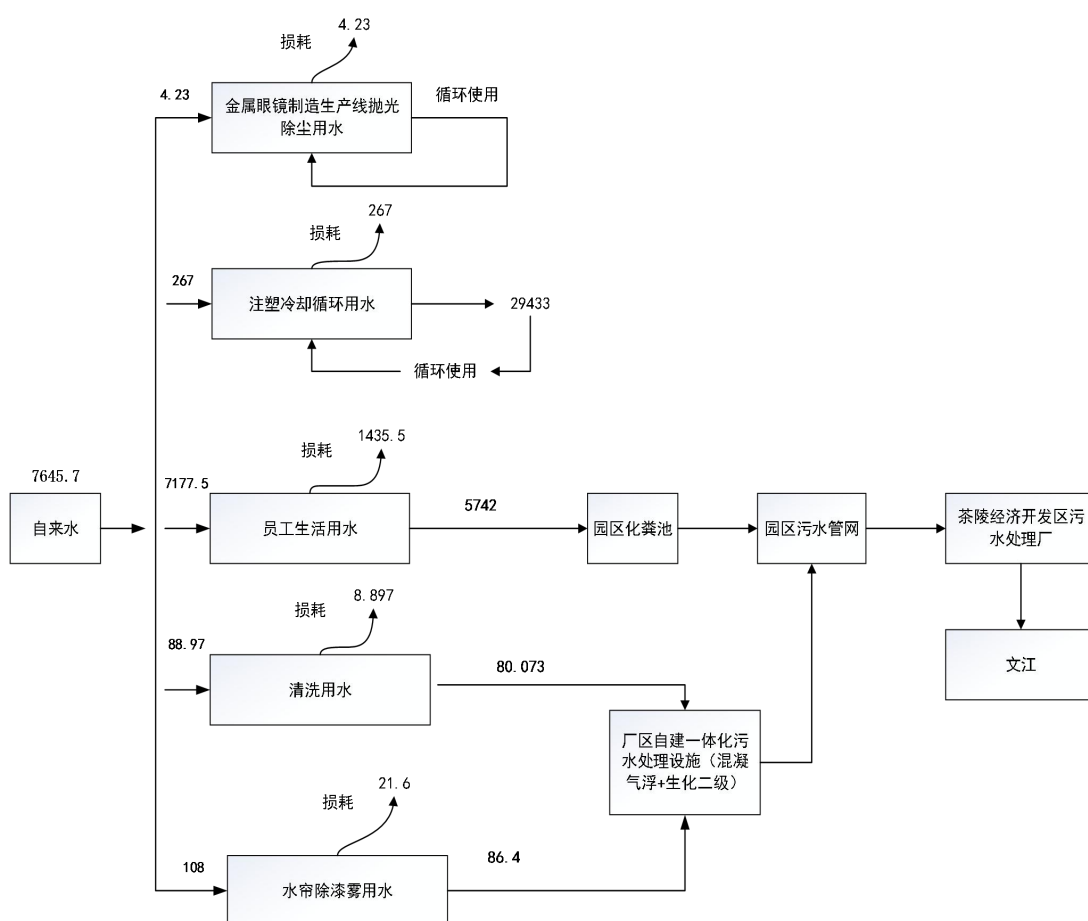 4.23
损耗
4.23
循环使用
金属眼镜制造生产线抛光
除尘用水
267
损耗
267
注塑冷却循环用水
29433
循环使用
1435.5
损耗
7645.7
7177.5
5742
自来水
员工生活用水
园区化粪池
园区污水管网
茶陵经济开发区污
水处理厂
8.897
损耗
88.97
80.073
清洗用水
文江
厂区自建一体化污
水处理设施（混凝
气浮+生化二级）
21.6
损耗
108
86.4
水帘除漆雾用水